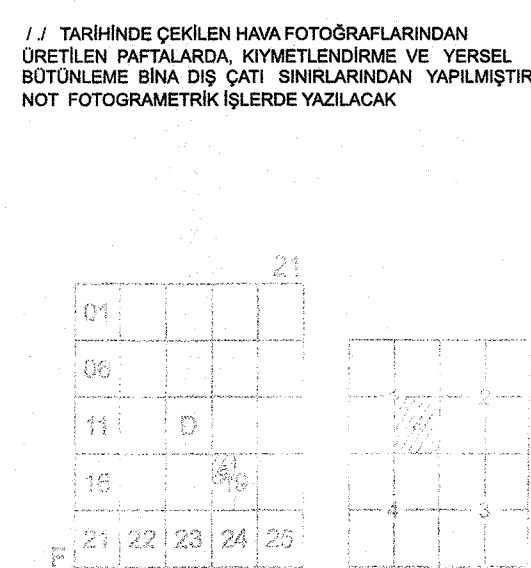 / ./ TARİHİNDE ÇEKİLEN HAVA FOTOĞRAFLARINDAN
ÜRETİLEN PAFTALARDA, KIYMETLENDİRME VE YERSEL
BÜTÜNLEME BİNA DIŞ ÇATI SINIRLARINDAN YAPILMIŞTIR
NOT FOTOGRAMETRİK İŞLERDE YAZILACAK
21
01
06
1 2
11 D
16 19
4 3
21 22 23 24 25